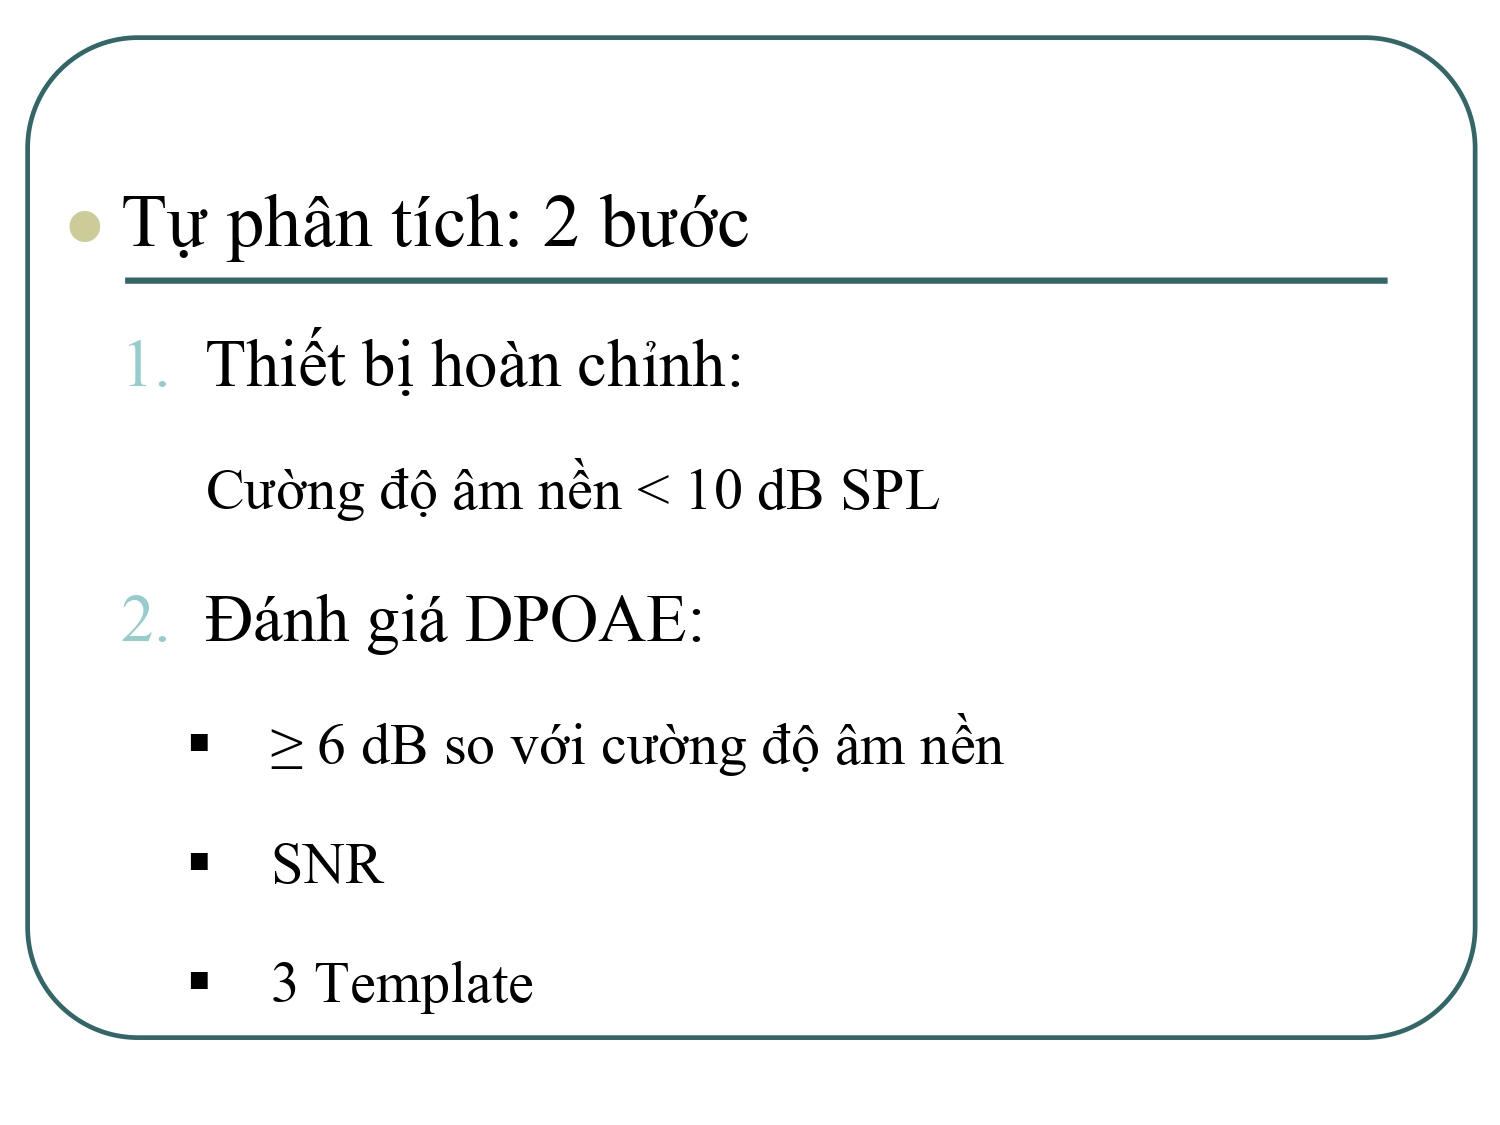 Tự phân tích: 2 bước
1. Thiết bị hoàn chỉnh:
Cường độ âm nền < 10 dB SPL
2. Đánh giá DPOAE:
▪ ≥ 6 dB so với cường độ âm nền
▪ SNR
▪ 3 Template